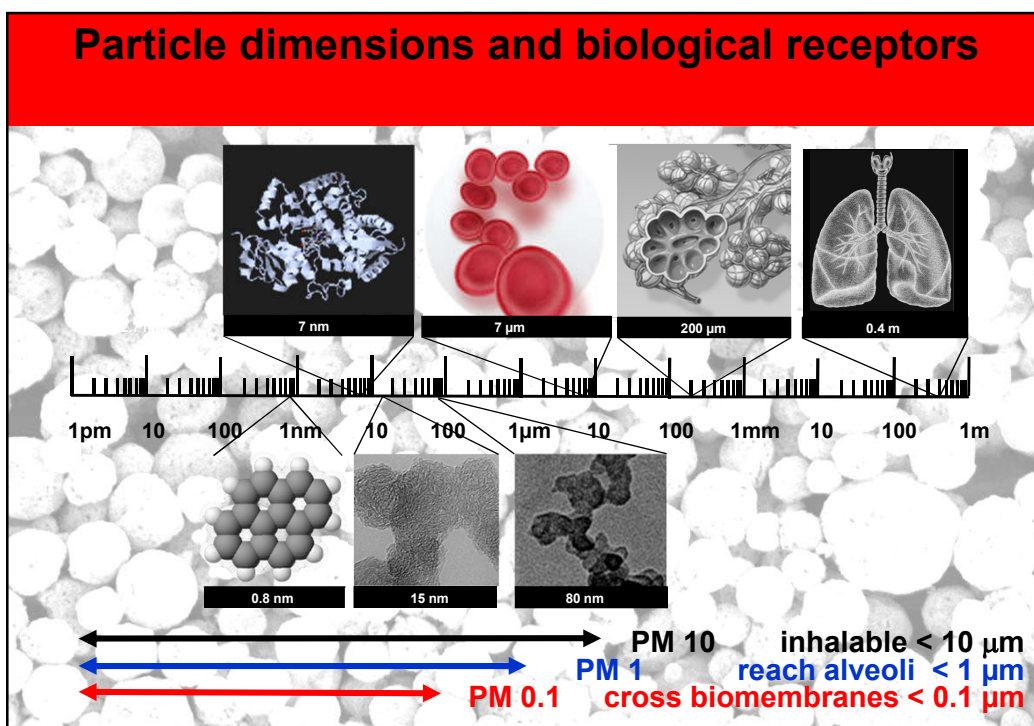 Particle dimensions and biological receptors
7 nm
7 µm
200 µm
0.4 m
1pm 10 100 1nm 10 100 1µm 10 100 1mm 10 100 1m
0.8 nm
15 nm
80 nm
PM 10 inhalable < 10 µm
PM 1 reach alveoli < 1 µm
PM 0.1 cross biomembranes < 0.1 µm